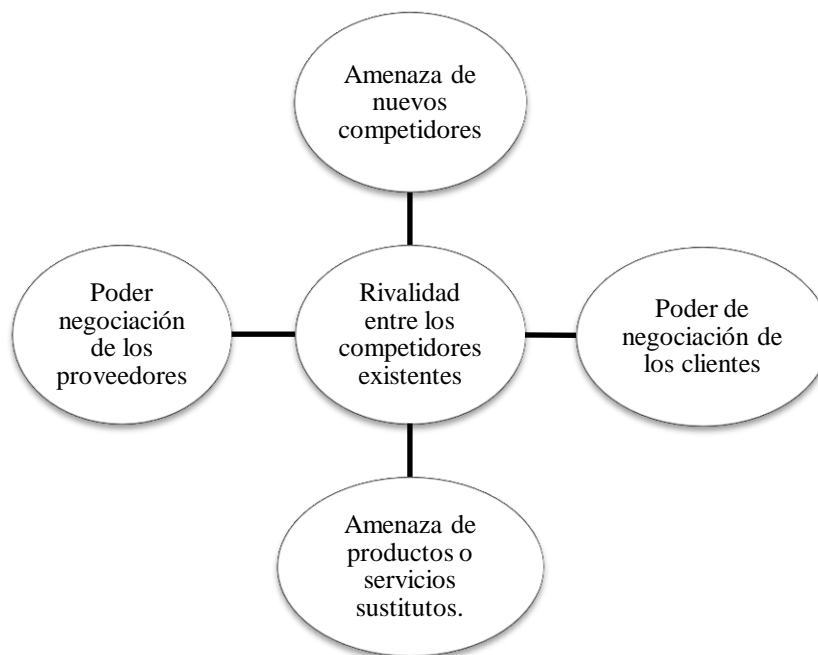 Amenaza de
nuevos
competidores
Poder
negociación
de los
proveedores
Rivalidad
entre los
competidores
existentes
Poder de
negociación de
los clientes
Amenaza de
productos o
servicios
sustitutos.